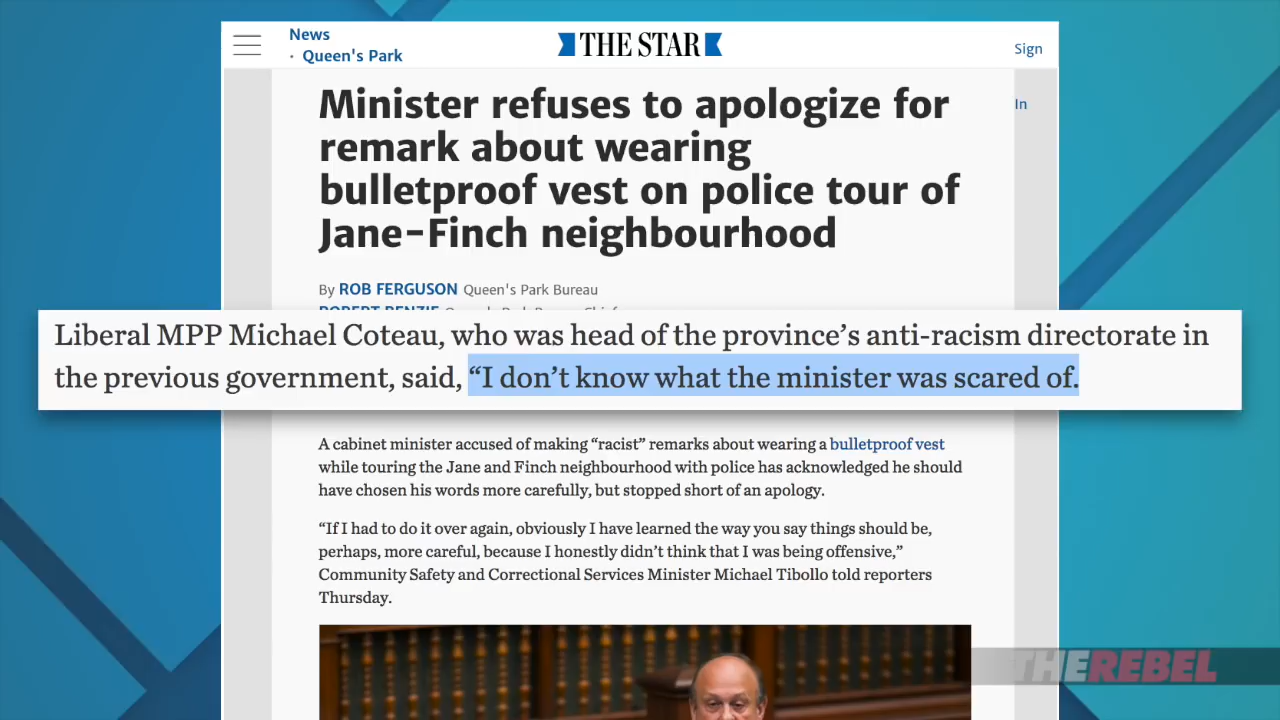 News
· Queen's Park
THE STAR
Sign
In
Minister refuses to apologize for
remark about wearing
bulletproof vest on police tour of
Jane-Finch neighbourhood
By ROB FERGUSON Queen's Park Bureau
ROBERT BENZIE Queen's Park Bureau Chief
Liberal MPP Michael Coteau, who was head of the province’s anti-racism directorate in
the previous government, said, “I don’t know what the minister was scared of.
A cabinet minister accused of making “racist” remarks about wearing a bulletproof vest
while touring the Jane and Finch neighbourhood with police has acknowledged he should
have chosen his words more carefully, but stopped short of an apology.
“If I had to do it over again, obviously I have learned the way you say things should be,
perhaps, more careful, because I honestly didn’t think that I was being offensive,”
Community Safety and Correctional Services Minister Michael Tibollo told reporters
Thursday.
THEREBEL